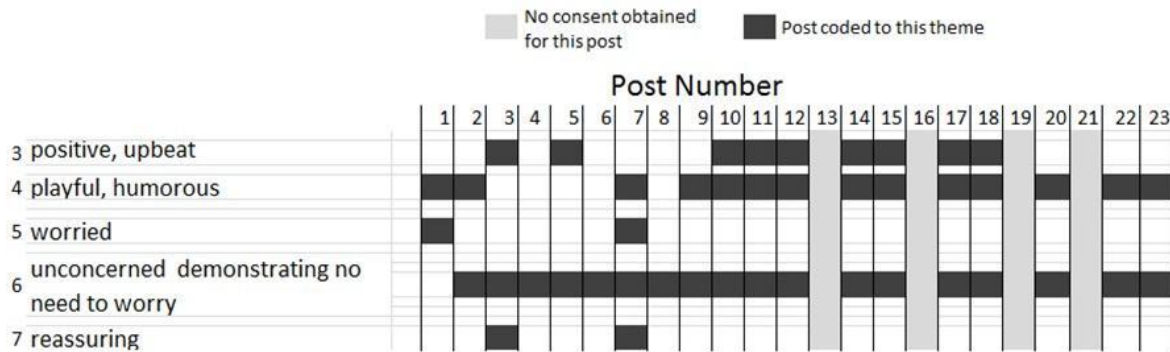 No consent obtained
for this post
Post coded to this theme
Post Number
1 2 3 4 5 6 7 8 9 10 11 12 13 14 15 16 17 18 19 20 21 22 23
3 positive, upbeat
4 playful, humorous
5 worried
6 unconcerned demonstrating no
need to worry
7 reassuring